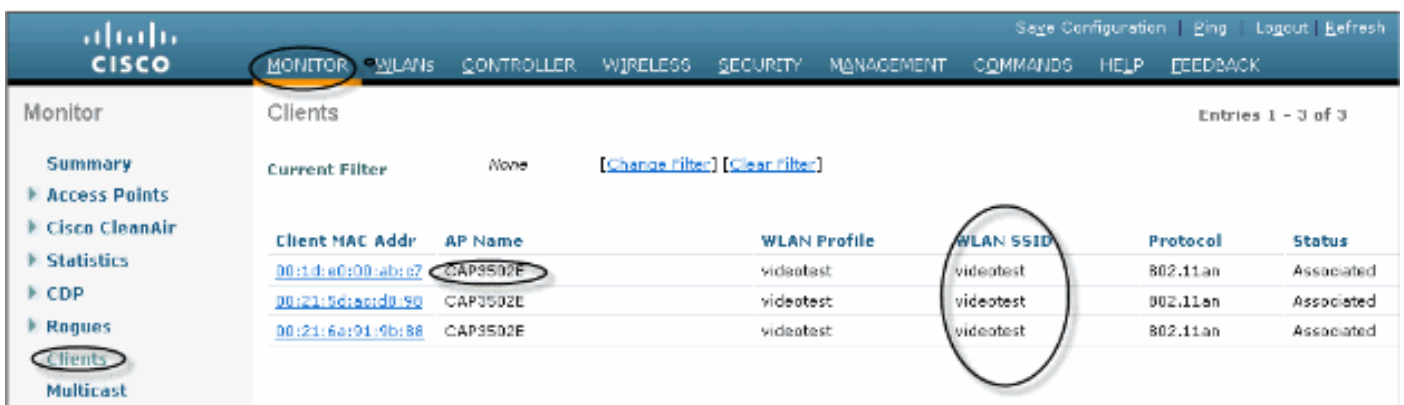 Save Configuration | Ping | Logout | Refresh
CISCO
MONITOR WLANs CONTROLLER WIRELESS SECURITY MANAGEMENT COMMANDS HELP FEEDBACK
Monitor
Summary
Access Points
Cisco CleanAir
Statistics
CDP
Rogues
Clients
Multicast
Clients
Entries 1 - 3 of 3
Current Filter None [Change Filter] [Clear Filter]
Client MAC Addr AP Name WLAN Profile WLAN SSID Protocol Status
00:1d:e0:00:ab:c7 CAP3502E videotest videotest 802.11an Associated
00:21:5d:ac:d8:98 CAP3502E videotest videotest 802.11an Associated
00:21:6a:91:9b:88 CAP3502E videotest videotest 802.11an Associated